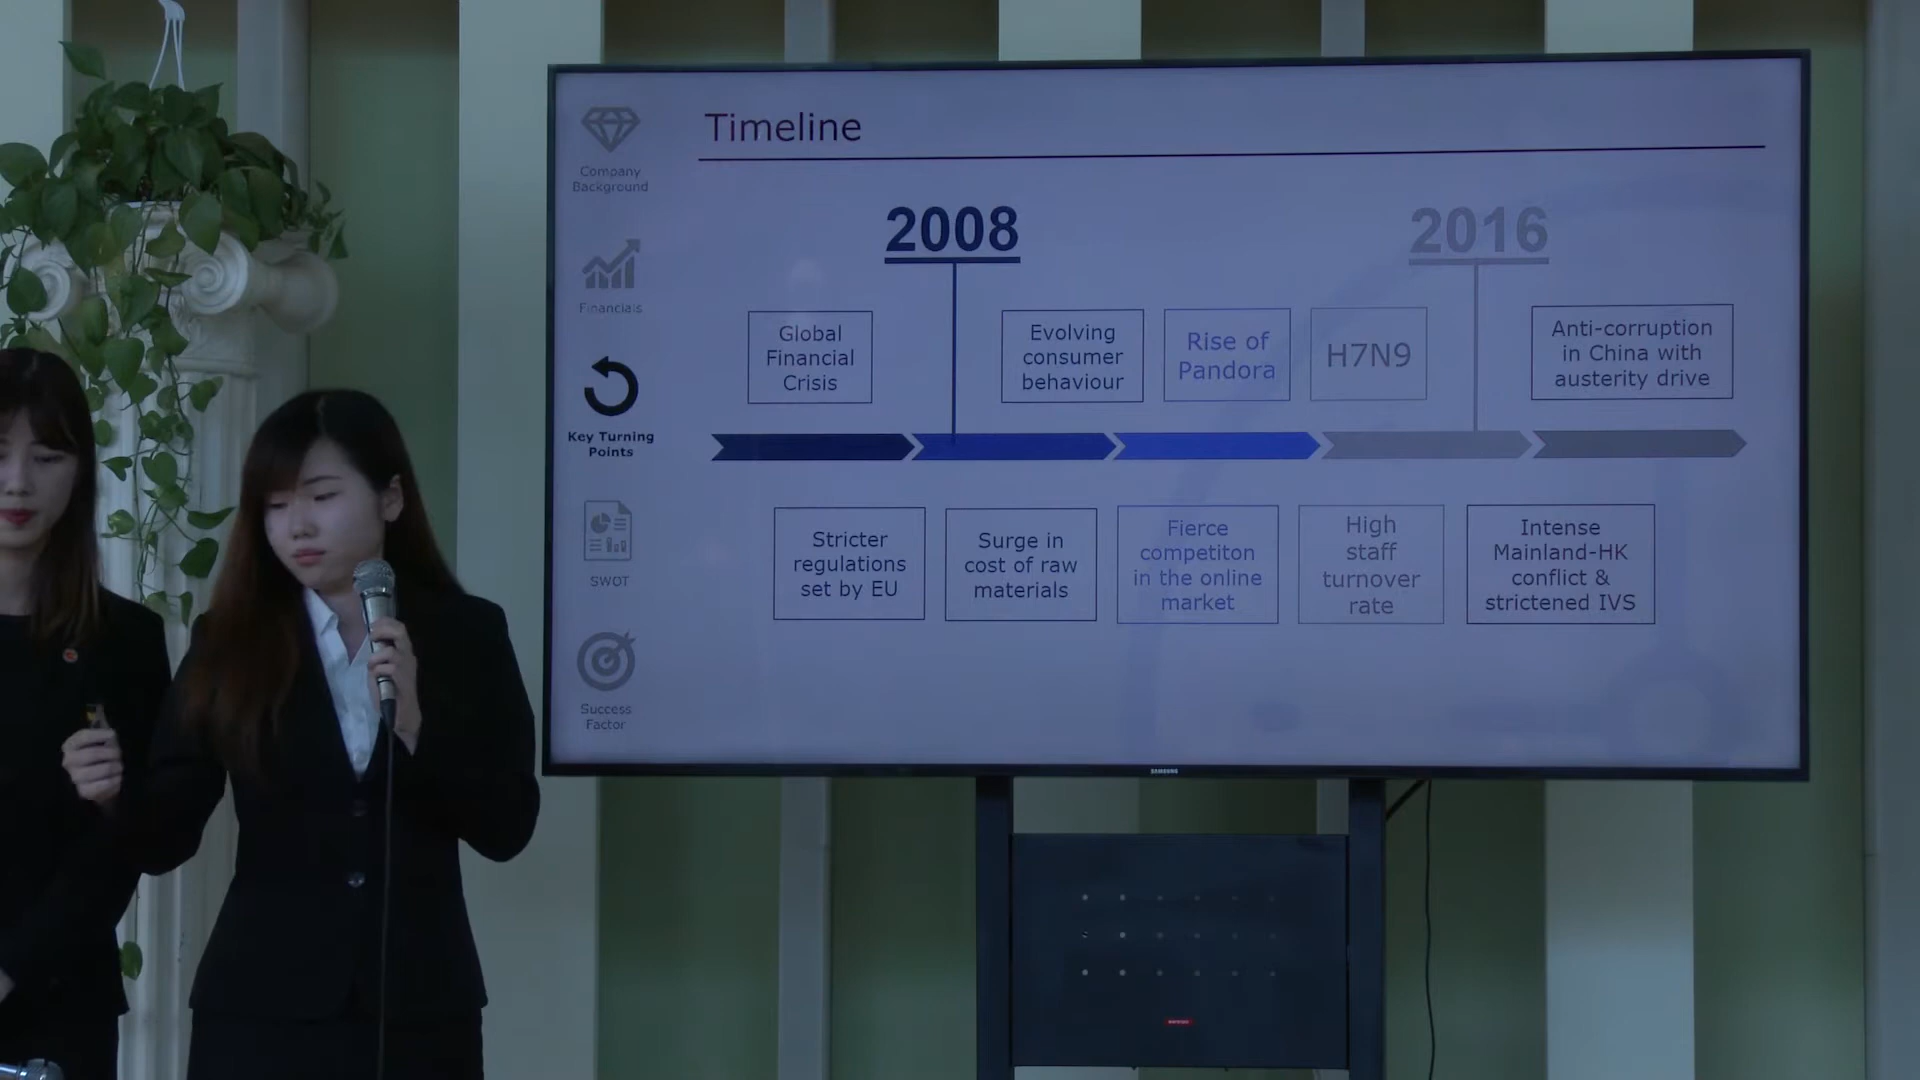 Timeline
Company
Background
Financials
Key Turning
Points
SWOT
Success
Factor
2008
2016
Global
Financial
Crisis
Evolving
consumer
behaviour
Rise of
Pandora
H7N9
Anti-corruption
in China with
austerity drive
Stricter
regulations
set by EU
Surge in
cost of raw
materials
Fierce
competiton
in the online
market
High
staff
turnover
rate
Intense
Mainland-HK
conflict &
strictened IVS
SAMSUNG